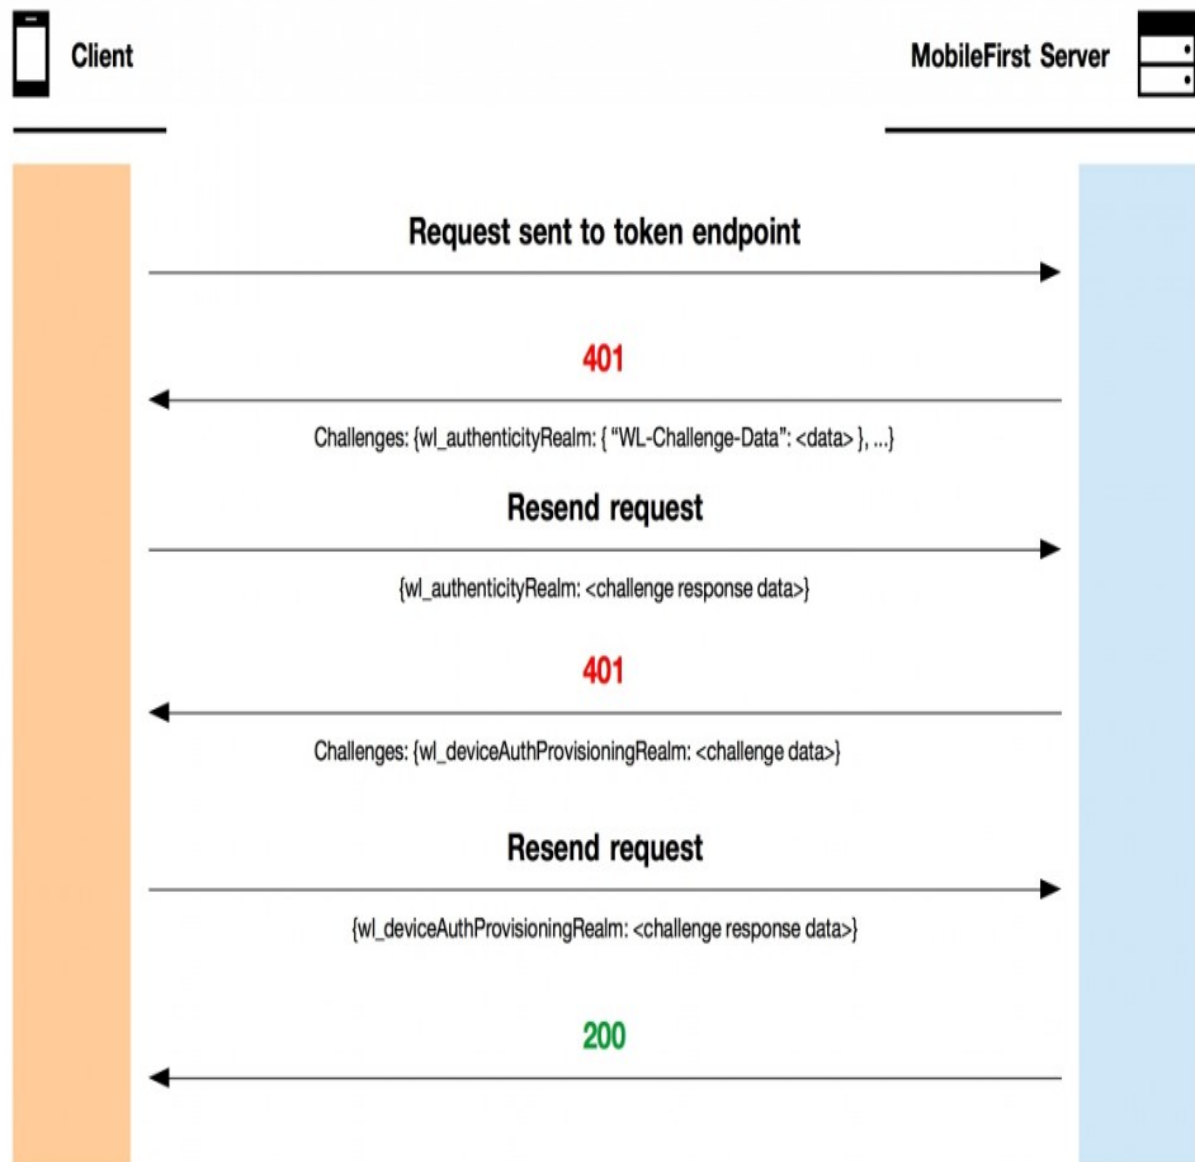 Client
MobileFirst Server
Request sent to token endpoint
401
Challenges: {wl_authenticityRealm: { “WL-Challenge-Data”: <data> }, ...}
Resend request
{wl_authenticityRealm: <challenge response data>}
401
Challenges: {wl_deviceAuthProvisioningRealm: <challenge data>}
Resend request
{wl_deviceAuthProvisioningRealm: <challenge response data>}
200